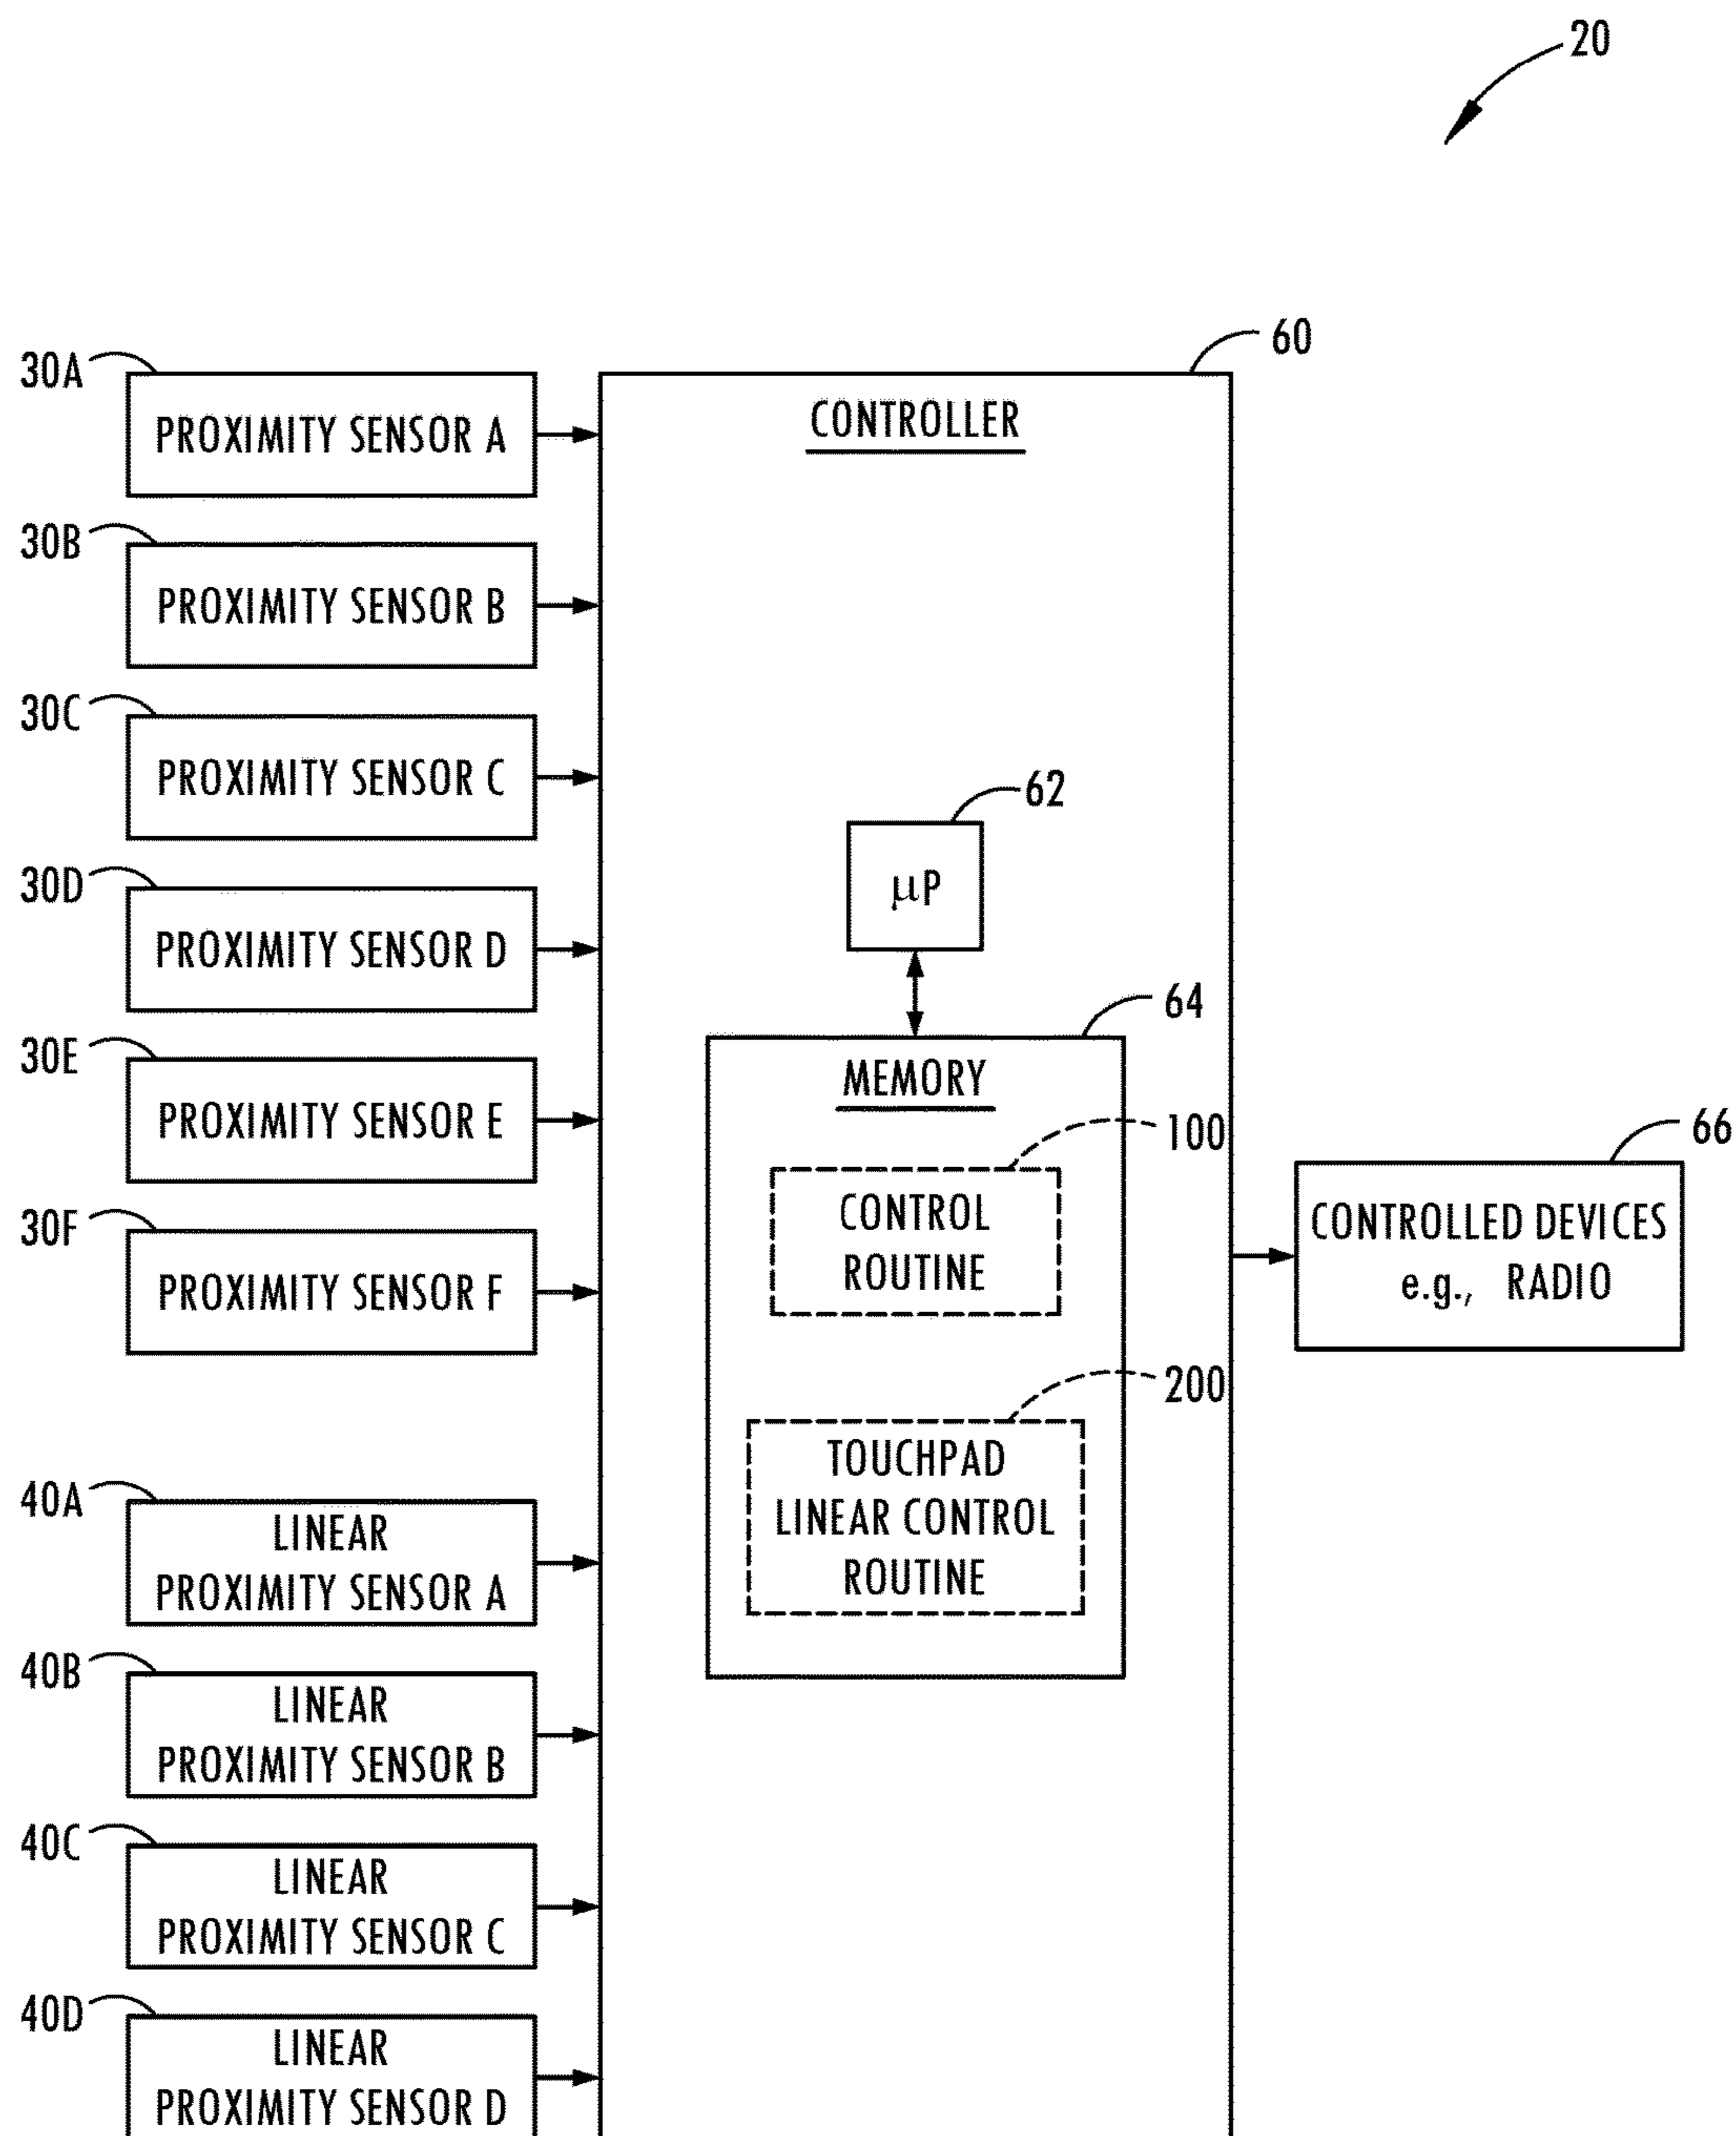 20
60
30A
PROXIMITY SENSOR A
CONTROLLER
30B
PROXIMITY SENSOR B
30C
PROXIMITY SENSOR C
62
μP
30D
PROXIMITY SENSOR D
64
MEMORY
30E
PROXIMITY SENSOR E
100
CONTROL
ROUTINE
66
CONTROLLED DEVICES
e.g., RADIO
30F
PROXIMITY SENSOR F
200
TOUCHPAD
LINEAR CONTROL
ROUTINE
40A
LINEAR
PROXIMITY SENSOR A
40B
LINEAR
PROXIMITY SENSOR B
40C
LINEAR
PROXIMITY SENSOR C
40D
LINEAR
PROXIMITY SENSOR D